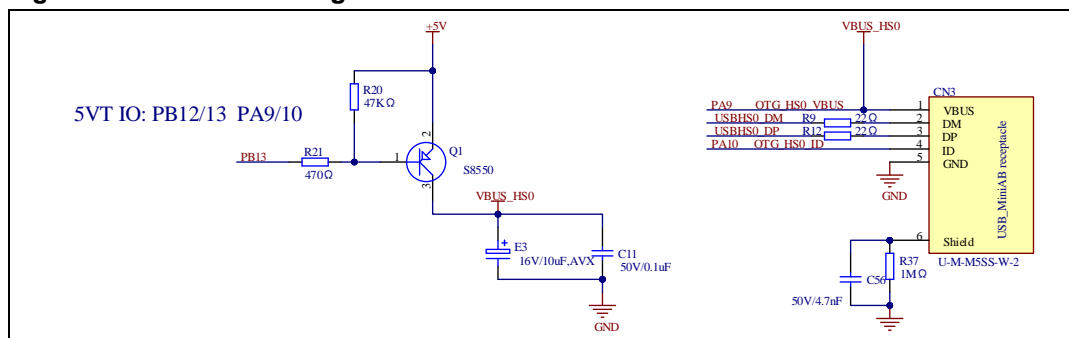 +5V
R20
47KΩ
5VT IO: PB12/13 PA9/10
2
R21
PB13
1
Q1
470Ω
S8550
3
VBUS_HS0
E3
+
16V/10uF,AVX
C11
50V/0.1uF
GND
VBUS_HS0
CN3
PA9 OTG_HS0_VBUS 1 VBUS
USBHS0_DM R9 22Ω 2 DM
USBHS0_DP R12 22Ω 3 DP
PA10 OTG_HS0_ID 4 ID
5 GND
GND
USB_MiniAB receptacle
6 Shield
R37
U-M-M5SS-W-2
C56
1MΩ
50V/4.7nF